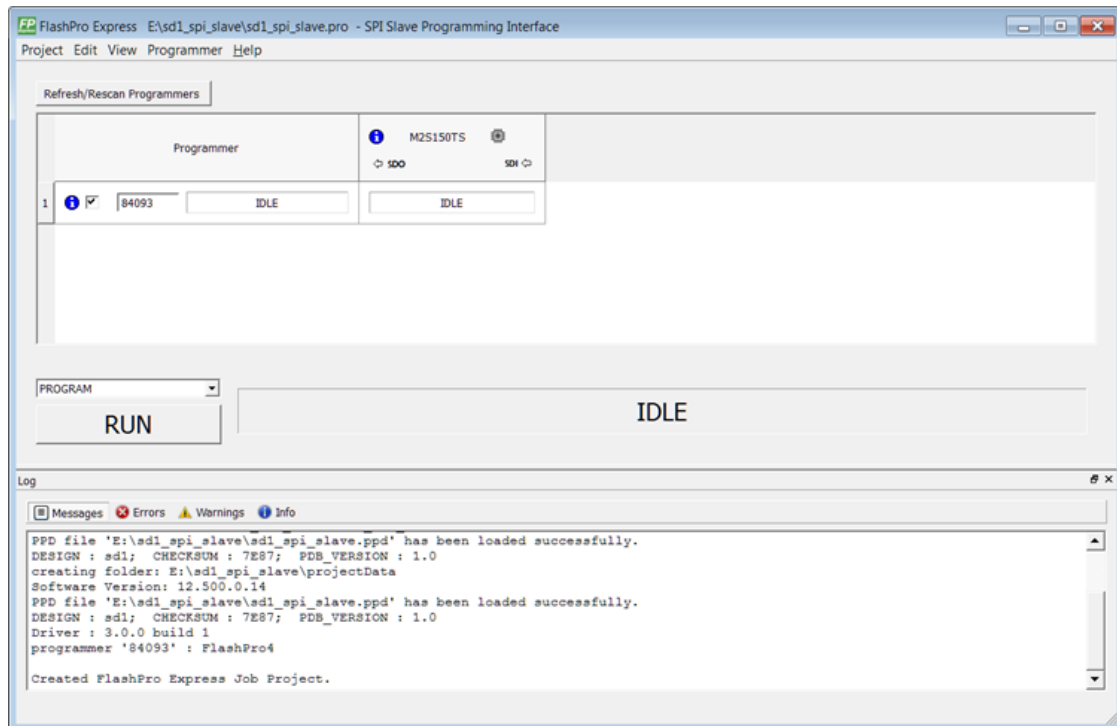 FP FlashPro Express E:\sd1_spi_slave\sd1_spi_slave.pro - SPI Slave Programming Interface
Project Edit View Programmer Help
Refresh/Rescan Programmers
Programmer
M2S150TS
SDO SDI
1 84093 IDLE IDLE
PROGRAM
RUN
IDLE
Log
Messages Errors Warnings Info
PPD file 'E:\sd1_spi_slave\sd1_spi_slave.ppd' has been loaded successfully.
DESIGN : sd1; CHECKSUM : 7E87; PDB_VERSION : 1.0
creating folder: E:\sd1_spi_slave\projectData
Software Version: 12.500.0.14
PPD file 'E:\sd1_spi_slave\sd1_spi_slave.ppd' has been loaded successfully.
DESIGN : sd1; CHECKSUM : 7E87; PDB_VERSION : 1.0
Driver : 3.0.0 build 1
programmer '84093' : FlashPro4
Created FlashPro Express Job Project.